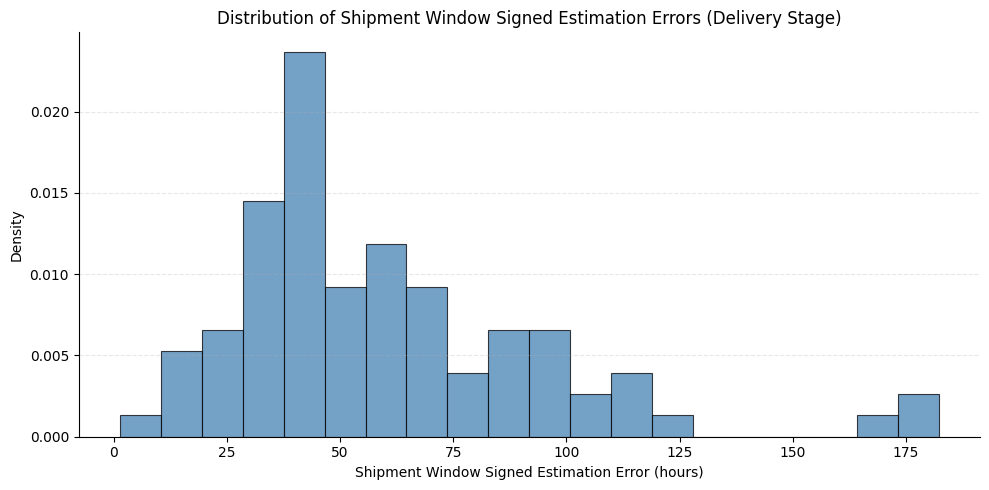 Distribution of Shipment Window Signed Estimation Errors (Delivery Stage)
Density
0.020
0.015
0.010
0.005
0.000
0 25 50 75 100 125 150 175
Shipment Window Signed Estimation Error (hours)